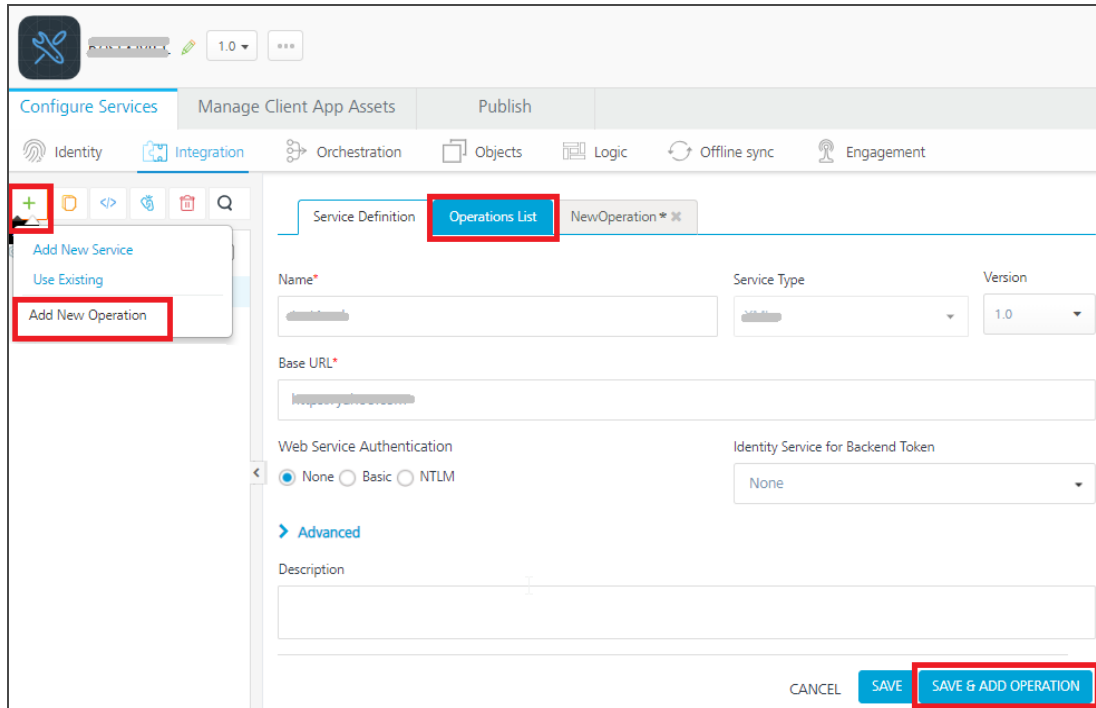 1.0
Configure Services Manage Client App Assets Publish
Identity Integration Orchestration Objects Logic Offline sync Engagement
Add New Service
Use Existing
Add New Operation
Service Definition Operations List NewOperation *
Name* Service Type Version
1.0
Base URL*
Web Service Authentication Identity Service for Backend Token
None Basic NTLM None
Advanced
Description
CANCEL SAVE SAVE & ADD OPERATION